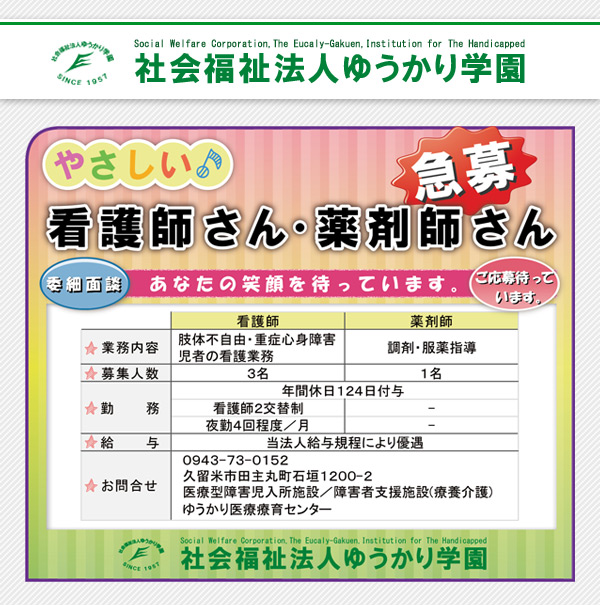 Social Welfare Corporation,The Eucaly-Gakuen,Institution for The Handicapped
社会福祉法人ゆうかり学園
SINCE 1957
社会福祉法人ゆうかり学園
やさしい♪
急募
看護師さん・薬剤師さん
委細面談
あなたの笑顔を待っています。
ご応募待って
います。
看護師 薬剤師
業務内容 肢体不自由・重症心身障害
児者の看護業務 調剤・服薬指導
募集人数 3名 1名
勤務 年間休日124日付与
看護師2交替制 -
夜勤4回程度／月 -
給与 当法人給与規程により優遇
お問合せ 0943-73-0152
久留米市田主丸町石垣1200-2
医療型障害児入所施設／障害者支援施設(療養介護)
ゆうかり医療療育センター
Social Welfare Corporation,The Eucaly-Gakuen,Institution for The Handicapped
社会福祉法人ゆうかり学園
SINCE 1957
社会福祉法人ゆうかり学園